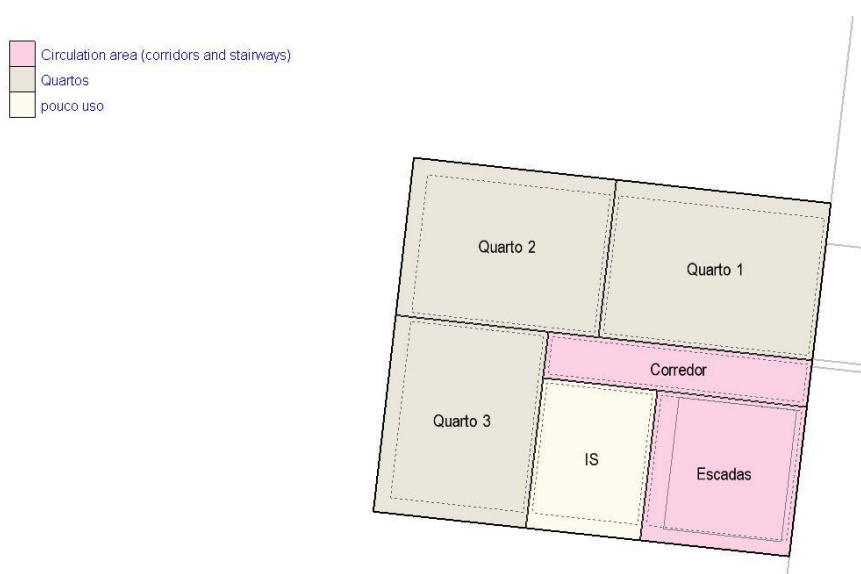 Circulation area (corridors and stairways)
Quartos
pouco uso
Quarto 2
Quarto 1
Corredor
Quarto 3
IS
Escadas